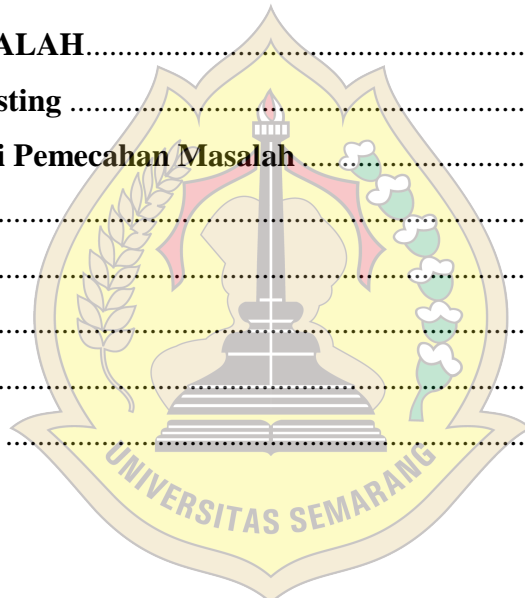 ALAH........................................................
sting ..........................................................
i Pemecahan Masalah ............................
....................................................................
....................................................................
....................................................................
....................................................................
....................................................................
UNIVERSITAS SEMARANG